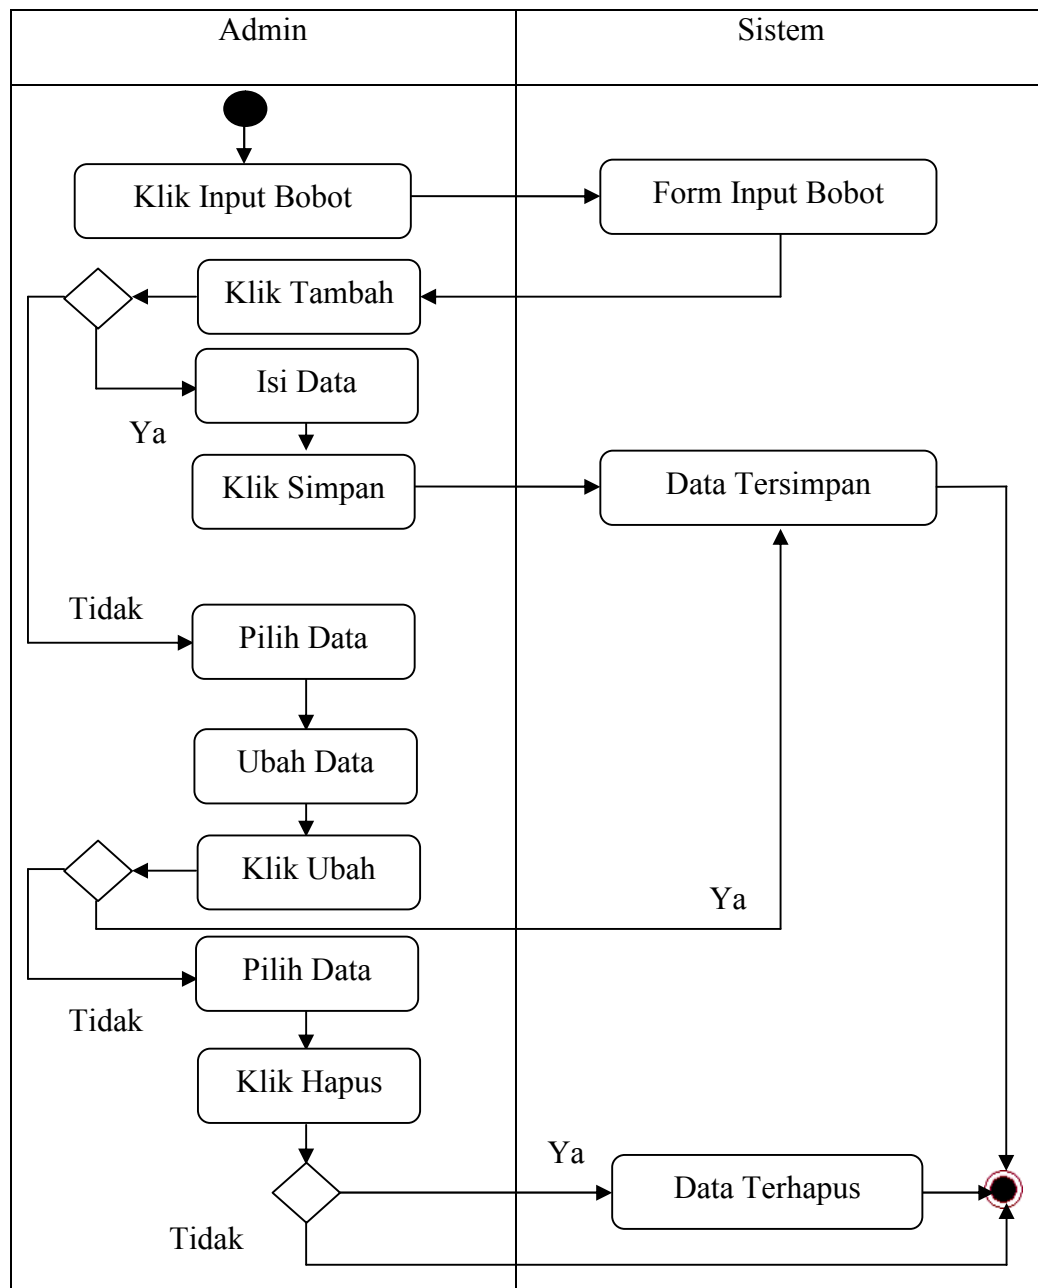 Admin
Sistem
Klik Input Bobot
Form Input Bobot
Klik Tambah
Isi Data
Ya
Klik Simpan
Data Tersimpan
Tidak
Pilih Data
Ubah Data
Klik Ubah
Ya
Pilih Data
Tidak
Klik Hapus
Ya
Data Terhapus
Tidak